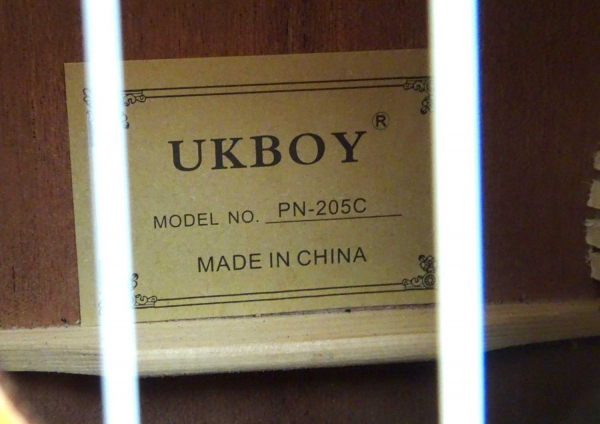 UKBOY ®
MODEL NO. PN-205C
MADE IN CHINA